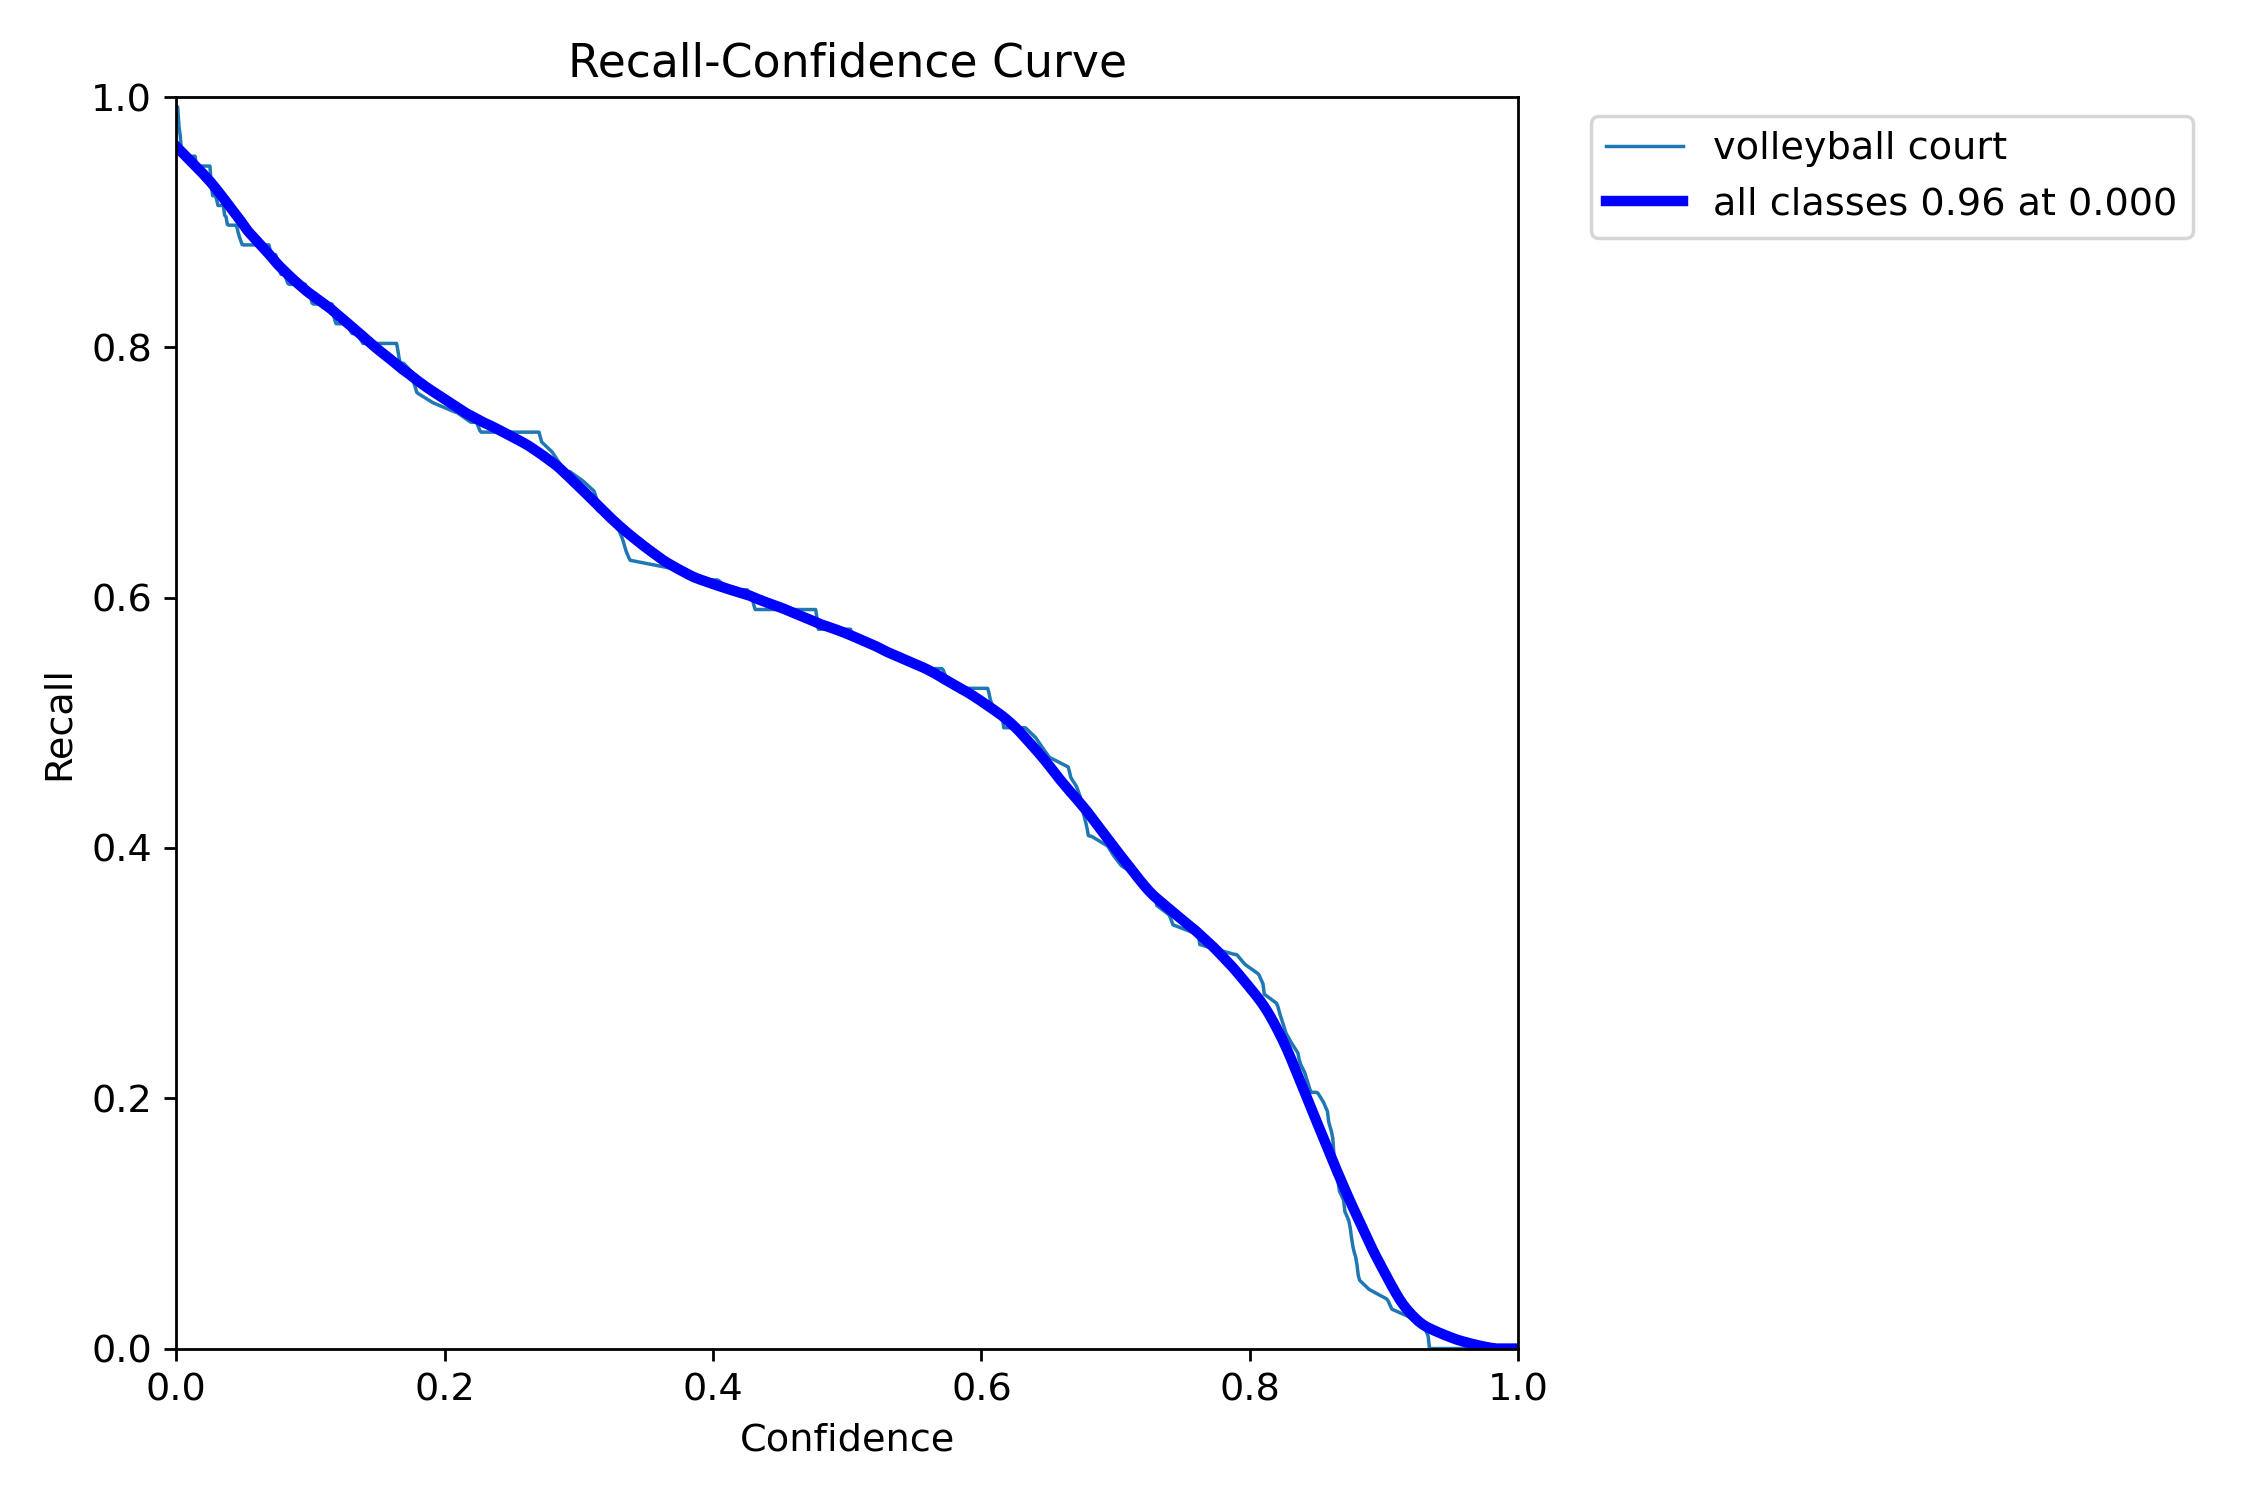 Recall-Confidence Curve
1.0
0.8
0.6
0.4
0.2
0.0
Recall
0.0 0.2 0.4 0.6 0.8 1.0
Confidence
volleyball court
all classes 0.96 at 0.000